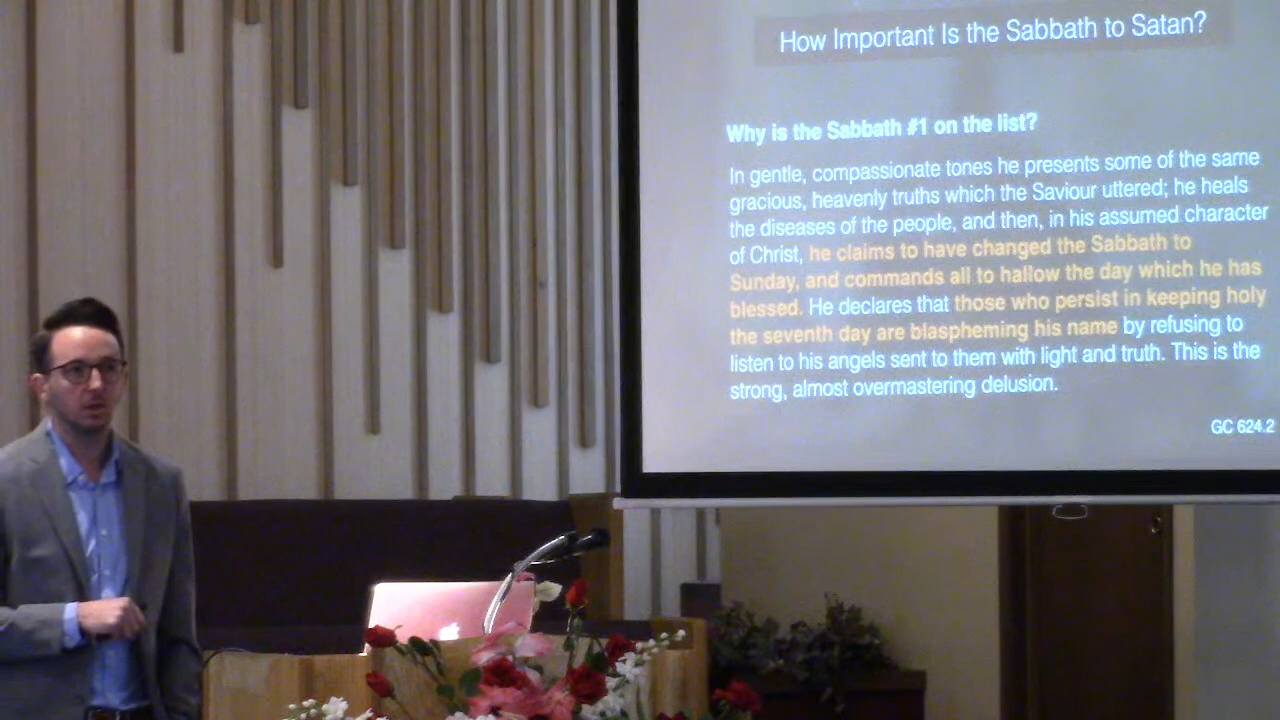 How Important Is the Sabbath to Satan?
Why is the Sabbath #1 on the list?
In gentle, compassionate tones he presents some of the same
gracious, heavenly truths which the Saviour uttered; he heals
the diseases of the people, and then, in his assumed character
of Christ, he claims to have changed the Sabbath to
Sunday, and commands all to hallow the day which he has
blessed. He declares that those who persist in keeping holy
the seventh day are blaspheming his name by refusing to
listen to his angels sent to them with light and truth. This is the
strong, almost overmastering delusion.
GC 624.2